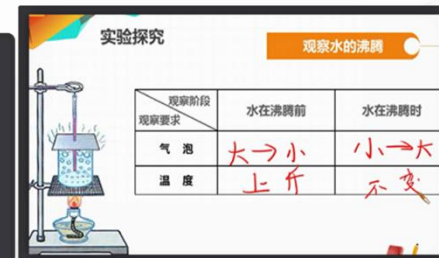 实验探究
观察水的沸腾
观察阶段
观察要求
水在沸腾前
水在沸腾时
气 泡
大→小
小→大
温 度
上升
不变